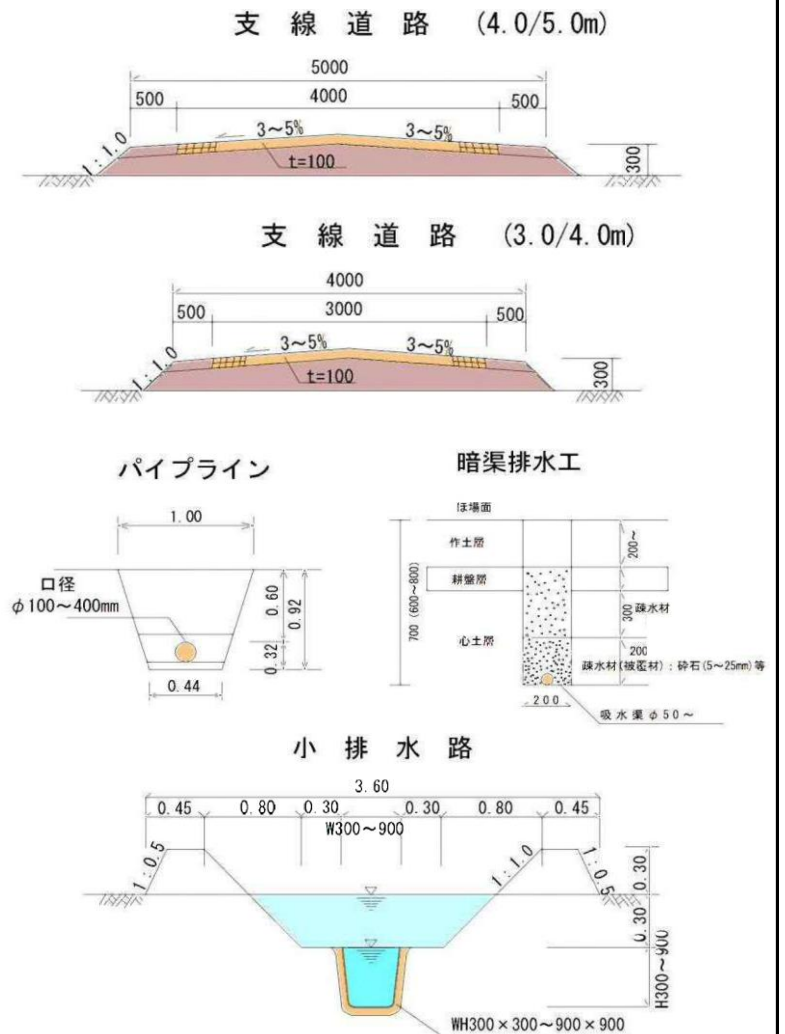 支線道路 (4.0/5.0m)
5000
500 4000 500
3~5% 3~5%
1:1.0
t=100
300
支線道路 (3.0/4.0m)
4000
500 3000 500
3~5% 3~5%
1:1.0
t=100
300
パイプライン
1.00
口径
φ100~400mm
0.60
0.92
0.32
0.44
暗渠排水工
ほ場面
作土層
200~
耕盤層
700 (600~800)
300 疎水材
心土層
200
疎水材(被覆材):砕石(5~25mm)等
200
吸水渠φ50~
小排水路
3.60
0.45 0.80 0.30 0.30 0.80 0.45
W300~900
1:0.5 1:1.0 1:0.5
0.30
0.30
H300~900
WH300×300~900×900